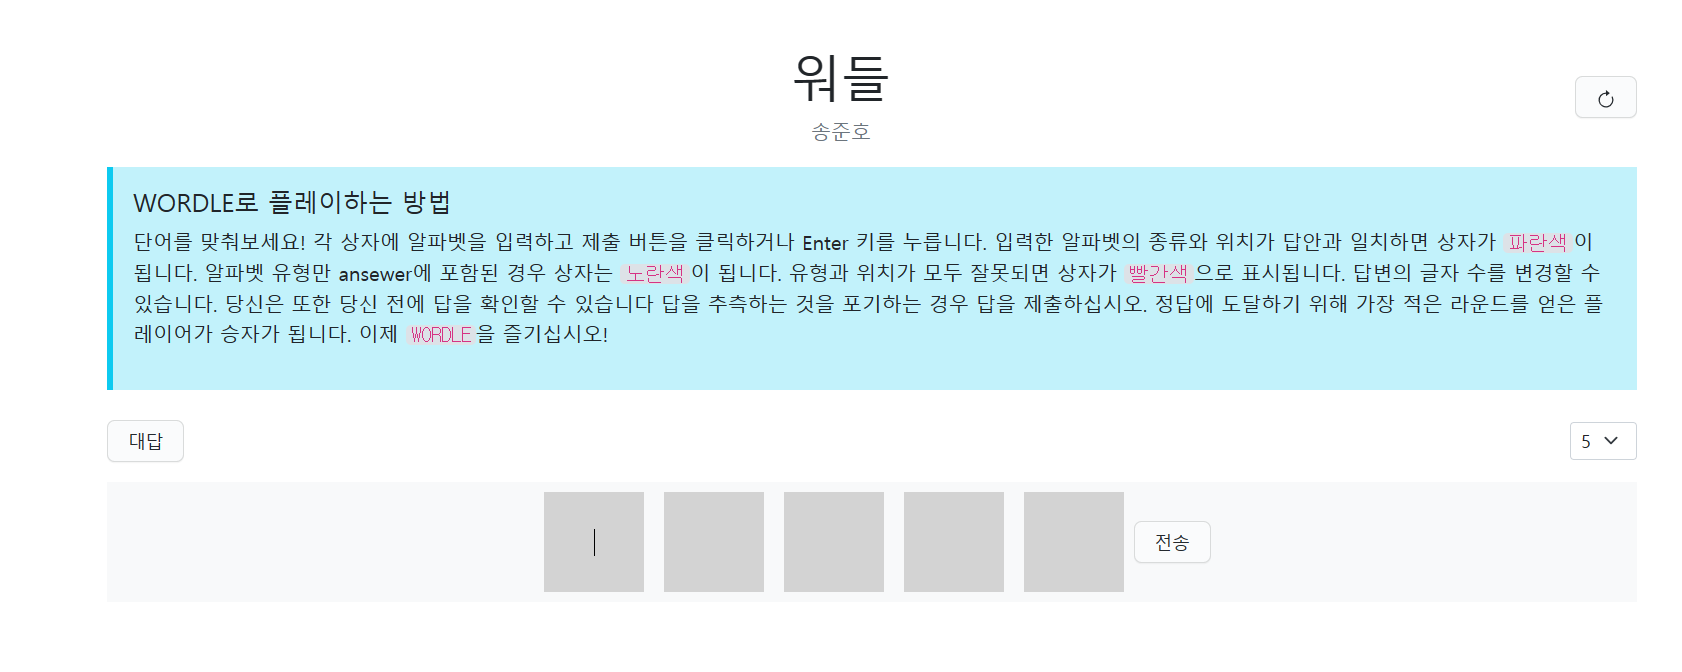 워들
송준호
WORDLE로 플레이하는 방법
단어를 맞춰보세요! 각 상자에 알파벳을 입력하고 제출 버튼을 클릭하거나 Enter 키를 누릅니다. 입력한 알파벳의 종류와 위치가 답안과 일치하면 상자가 파란색이
됩니다. 알파벳 유형만 ansewer에 포함된 경우 상자는 노란색이 됩니다. 유형과 위치가 모두 잘못되면 상자가 빨간색으로 표시됩니다. 답변의 글자 수를 변경할 수
있습니다. 당신은 또한 당신 전에 답을 확인할 수 있습니다 답을 추측하는 것을 포기하는 경우 답을 제출하십시오. 정답에 도달하기 위해 가장 적은 라운드를 얻은 플
레이어가 승자가 됩니다. 이제 WORDLE을 즐기십시오!
대답
5
전송